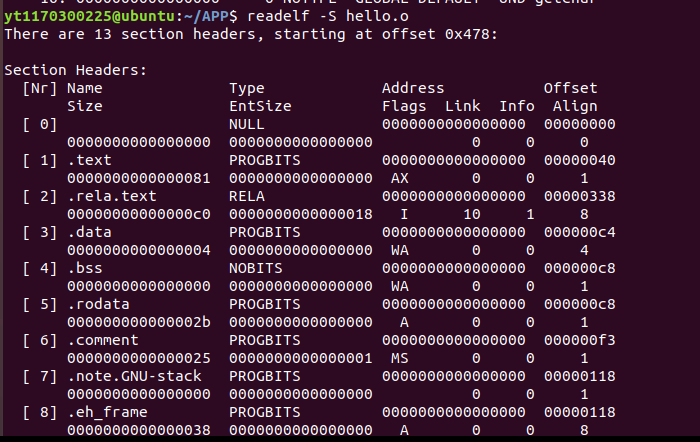 yt1170300225@ubuntu:~/APP$ readelf -S hello.o
There are 13 section headers, starting at offset 0x478:

Section Headers:
  [Nr] Name              Type             Address           Offset
       Size              EntSize          Flags  Link  Info  Align
  [ 0]                   NULL             0000000000000000  00000000
       0000000000000000  0000000000000000           0     0     0
  [ 1] .text             PROGBITS         0000000000000000  00000040
       0000000000000081  0000000000000000  AX       0     0     1
  [ 2] .rela.text        RELA             0000000000000000  00000338
       00000000000000c0  0000000000000018   I      10     1     8
  [ 3] .data             PROGBITS         0000000000000000  000000c4
       0000000000000004  0000000000000000  WA       0     0     4
  [ 4] .bss              NOBITS           0000000000000000  000000c8
       0000000000000000  0000000000000000  WA       0     0     1
  [ 5] .rodata           PROGBITS         0000000000000000  000000c8
       000000000000002b  0000000000000000   A       0     0     1
  [ 6] .comment          PROGBITS         0000000000000000  000000f3
       0000000000000025  0000000000000001  MS       0     0     1
  [ 7] .note.GNU-stack   PROGBITS         0000000000000000  00000118
       0000000000000000  0000000000000000           0     0     1
  [ 8] .eh_frame         PROGBITS         0000000000000000  00000118
       0000000000000038  0000000000000000   A       0     0     8